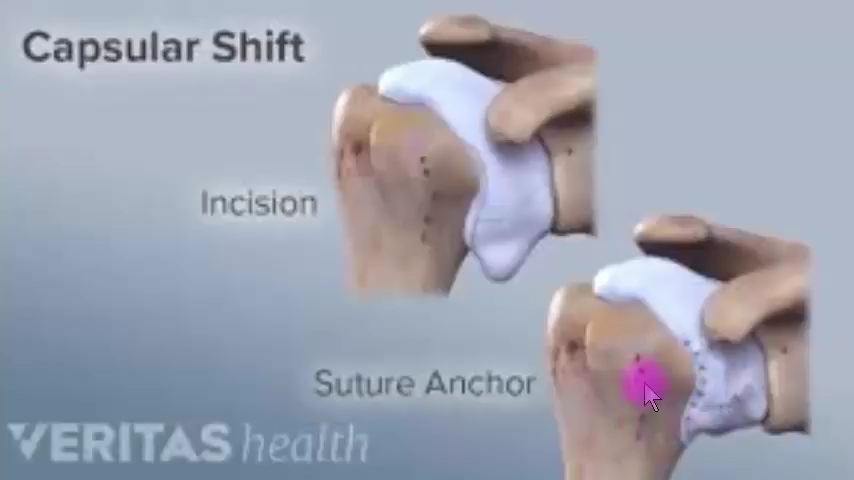 Capsular Shift
Incision
Suture Anchor
VERITAS health